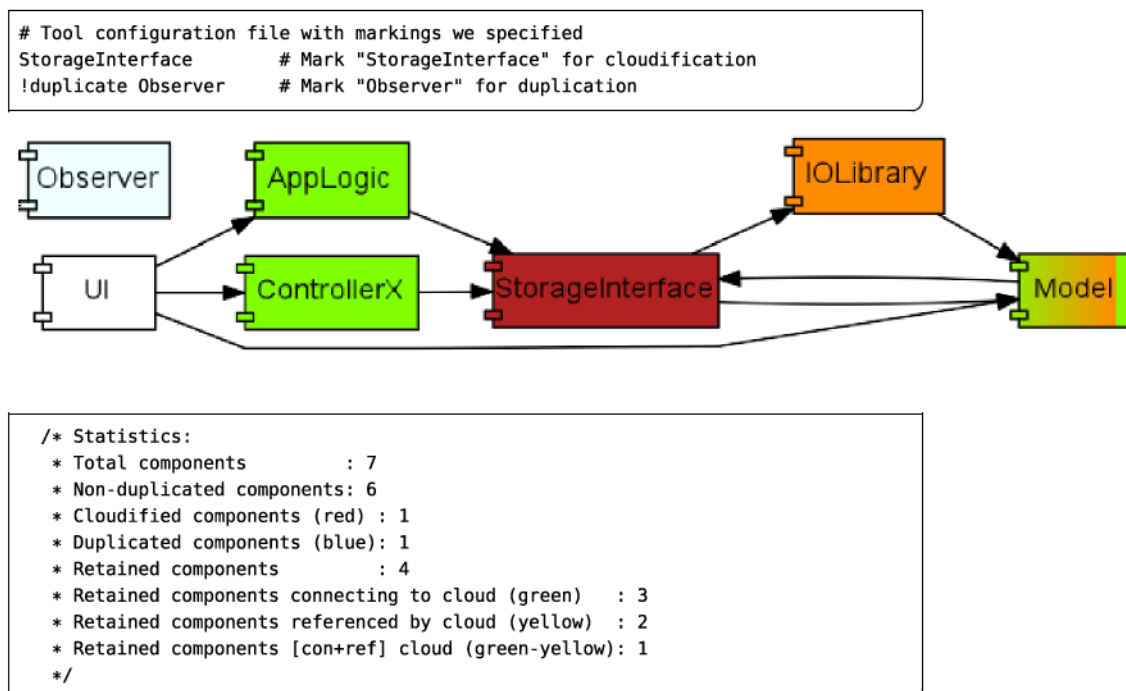 # Tool configuration file with markings we specified
StorageInterface # Mark "StorageInterface" for cloudification
!duplicate Observer # Mark "Observer" for duplication
Observer
AppLogic
IOLibrary
UI
ControllerX
StorageInterface
Model
/* Statistics:
* Total components : 7
* Non-duplicated components: 6
* Cloudified components (red) : 1
* Duplicated components (blue): 1
* Retained components : 4
* Retained components connecting to cloud (green) : 3
* Retained components referenced by cloud (yellow) : 2
* Retained components [con+ref] cloud (green-yellow): 1
*/